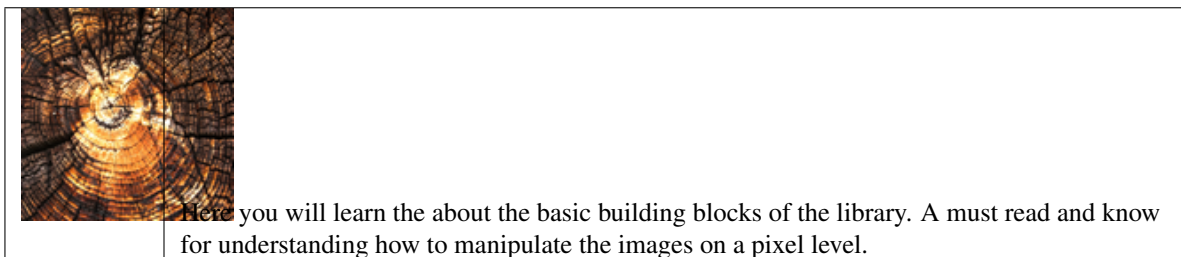 Here you will learn the about the basic building blocks of the library. A must read and know
for understanding how to manipulate the images on a pixel level.